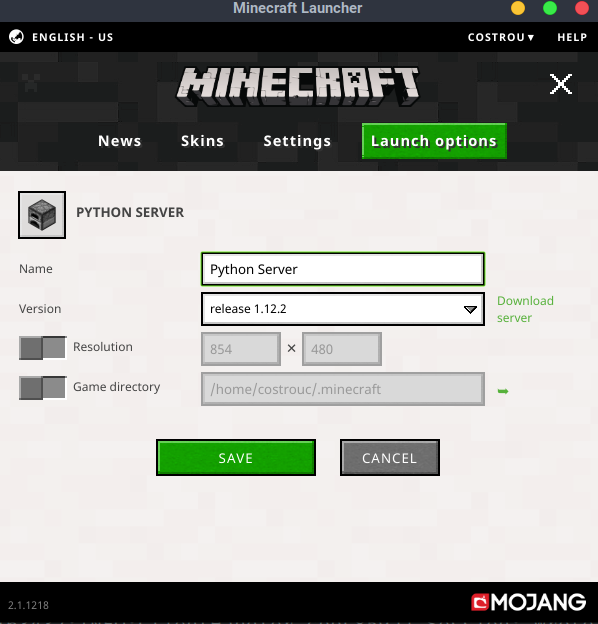 Minecraft Launcher
ENGLISH - US
COSTROU▼ HELP
MINECRAFT
News Skins Settings Launch options
PYTHON SERVER
Name Python Server
Version release 1.12.2 Download
server
Resolution 854 × 480
Game directory /home/costrouc/.minecraft
SAVE CANCEL
2.1.1218 MOJANG